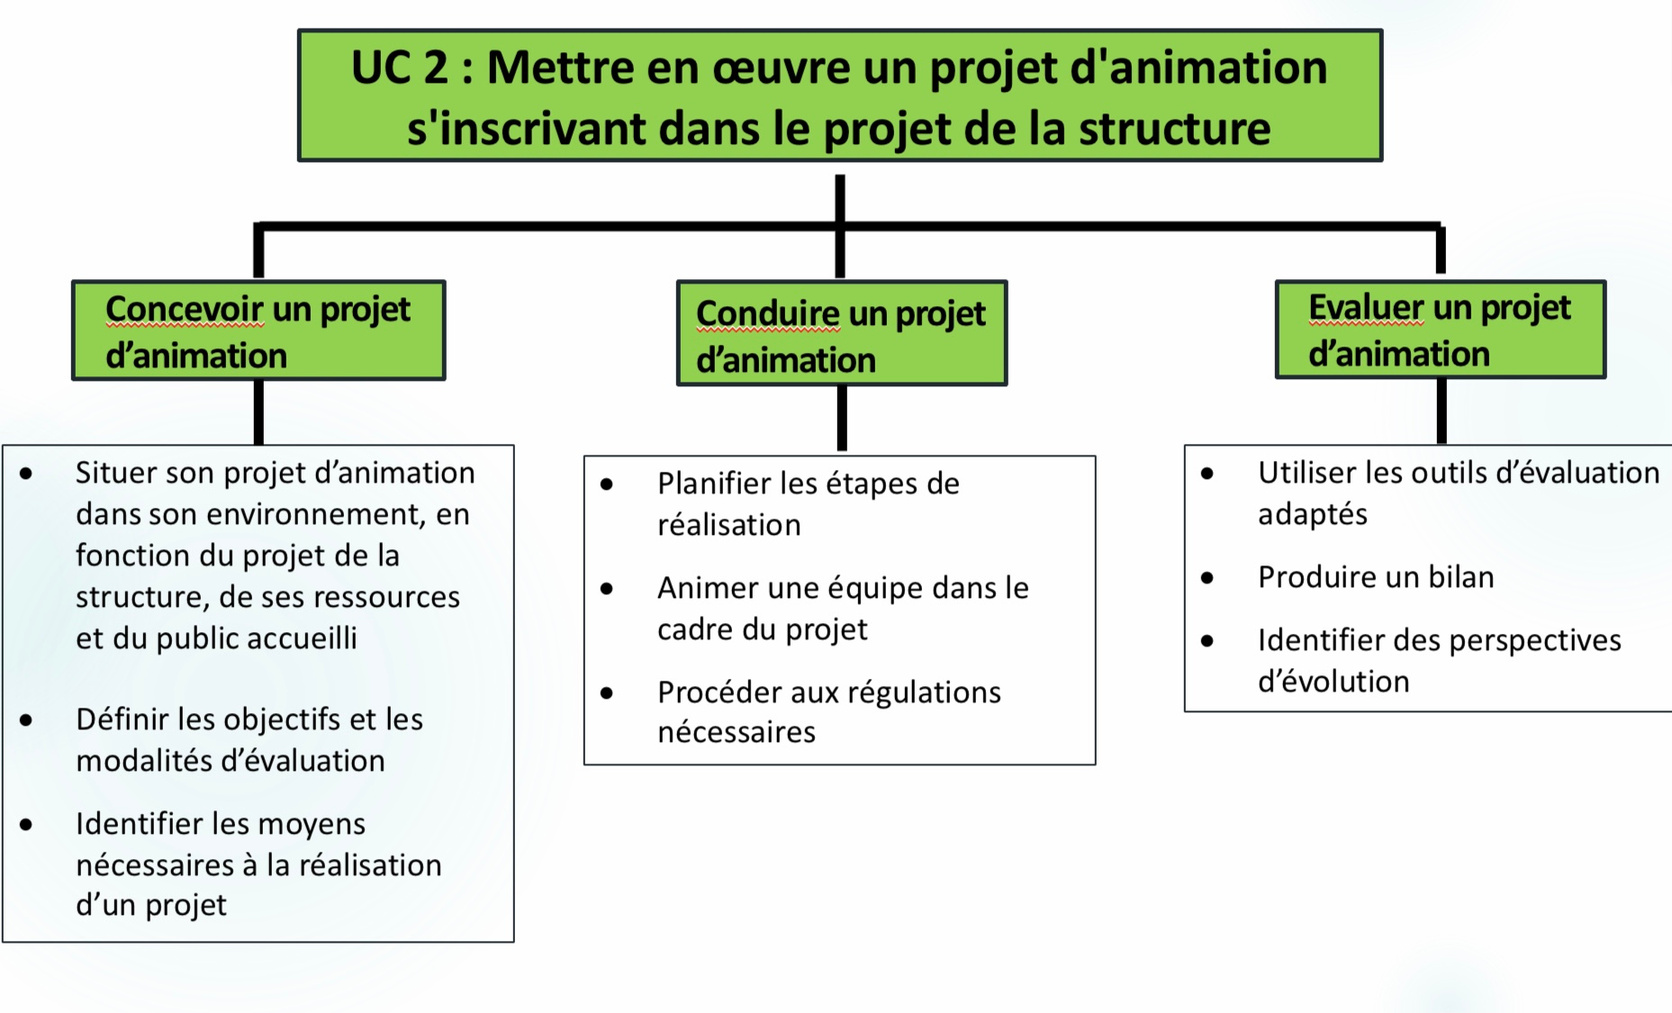 UC 2 : Mettre en œuvre un projet d'animation
s'inscrivant dans le projet de la structure
Concevoir un projet
d’animation
• Situer son projet d’animation
dans son environnement, en
fonction du projet de la
structure, de ses ressources
et du public accueilli
• Définir les objectifs et les
modalités d’évaluation
• Identifier les moyens
nécessaires à la réalisation
d’un projet
Conduire un projet
d’animation
• Planifier les étapes de
réalisation
• Animer une équipe dans le
cadre du projet
• Procéder aux régulations
nécessaires
Evaluer un projet
d’animation
• Utiliser les outils d’évaluation
adaptés
• Produire un bilan
• Identifier des perspectives
d’évolution